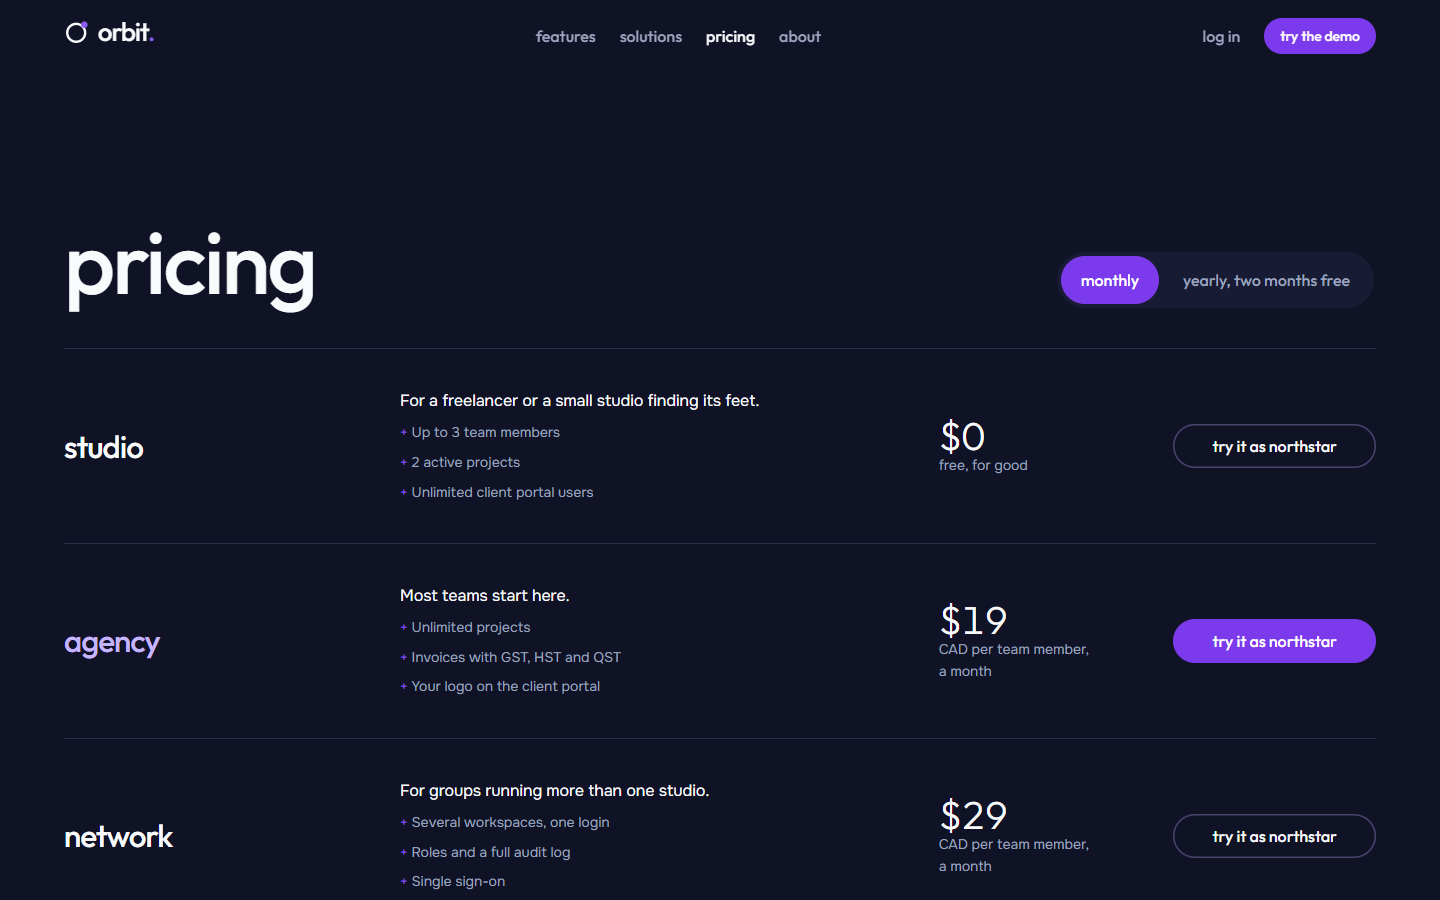 orbit.
features solutions pricing about
log in
try the demo
pricing
monthly
yearly, two months free
studio
For a freelancer or a small studio finding its feet.
+ Up to 3 team members
+ 2 active projects
+ Unlimited client portal users
$0
free, for good
try it as northstar
agency
Most teams start here.
+ Unlimited projects
+ Invoices with GST, HST and QST
+ Your logo on the client portal
$19
CAD per team member,
a month
try it as northstar
network
For groups running more than one studio.
+ Several workspaces, one login
+ Roles and a full audit log
+ Single sign-on
$29
CAD per team member,
a month
try it as northstar